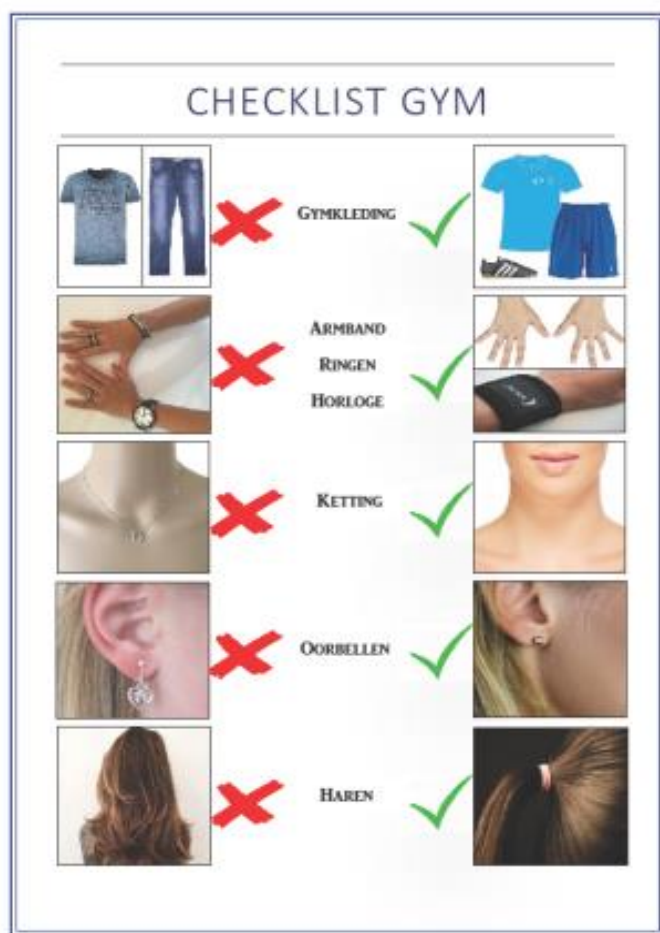 CHECKLIST GYM
GYMKLEDING
ARMBAND
RINGEN
HORLOGE
KETTING
OORBELLEN
HAREN